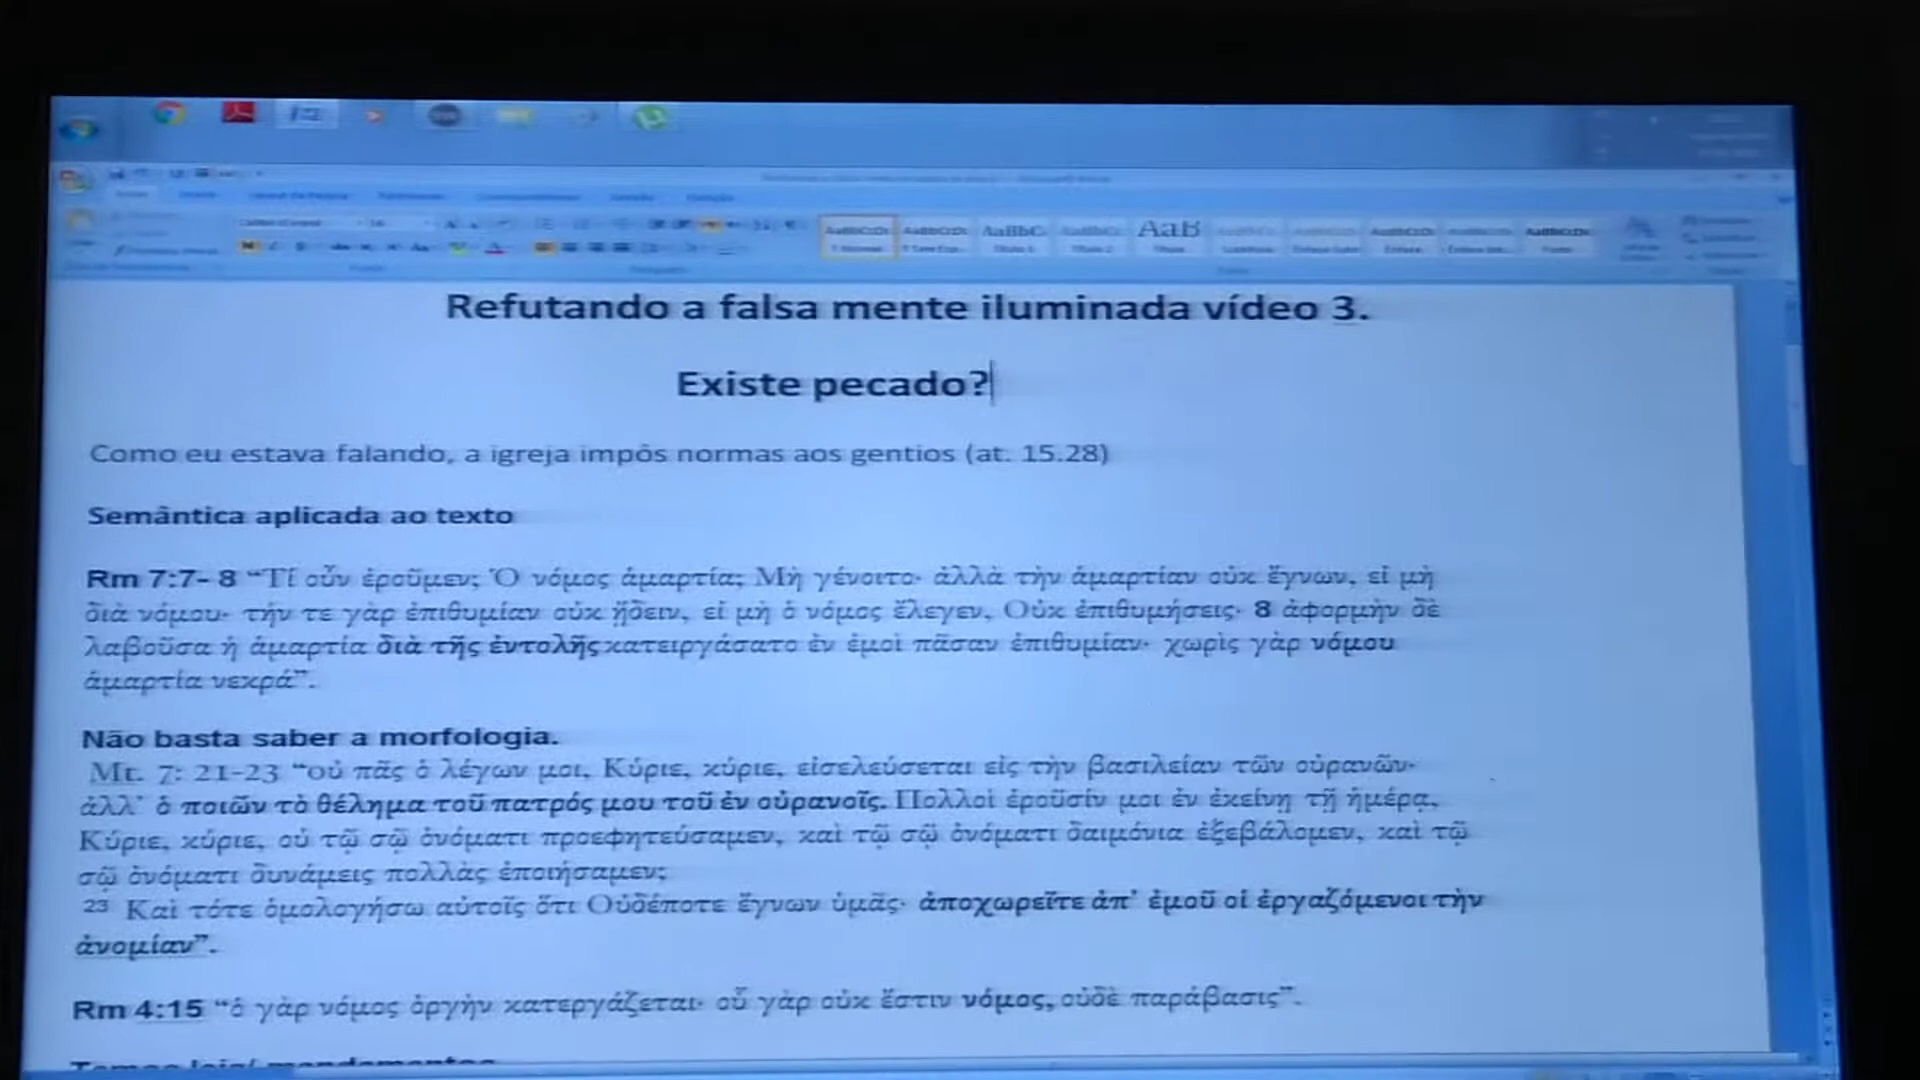 Refutando a falsa mente iluminada vídeo 3.
Existe pecado?
Como eu estava falando, a igreja impôs normas aos gentios (at. 15.28)
Semântica aplicada ao texto
Rm 7:7- 8 “Τί οὖν ἐροῦμεν; Ὁ νόμος ἁμαρτία; Μὴ γένοιτο· ἀλλὰ τὴν ἁμαρτίαν οὐκ ἔγνων, εἰ μὴ
διὰ νόμου· τήν τε γὰρ ἐπιθυμίαν οὐκ ᾔδειν, εἰ μὴ ὁ νόμος ἔλεγεν, Οὐκ ἐπιθυμήσεις· 8 ἀφορμὴν δὲ
λαβοῦσα ἡ ἁμαρτία διὰ τῆς ἐντολῆς κατειργάσατο ἐν ἐμοὶ πᾶσαν ἐπιθυμίαν· χωρὶς γὰρ νόμου
ἁμαρτία νεκρά”.
Não basta saber a morfologia.
Mt. 7: 21-23 “οὐ πᾶς ὁ λέγων μοι, Κύριε, κύριε, εἰσελεύσεται εἰς τὴν βασιλείαν τῶν οὐρανῶν·
ἀλλ᾽ ὁ ποιῶν τὸ θέλημα τοῦ πατρός μου τοῦ ἐν οὐρανοῖς. Πολλοὶ ἐροῦσίν μοι ἐν ἐκείνῃ τῇ ἡμέρᾳ,
Κύριε, κύριε, οὐ τῷ σῷ ὀνόματι προεφητεύσαμεν, καὶ τῷ σῷ ὀνόματι δαιμόνια ἐξεβάλομεν, καὶ τῷ
σῷ ὀνόματι δυνάμεις πολλὰς ἐποιήσαμεν;
23 Καὶ τότε ὁμολογήσω αὐτοῖς ὅτι Οὐδέποτε ἔγνων ὑμᾶς· ἀποχωρεῖτε ἀπ᾽ ἐμοῦ οἱ ἐργαζόμενοι τὴν
ἀνομίαν”.
Rm 4:15 “ὁ γὰρ νόμος ὀργὴν κατεργάζεται· οὗ γὰρ οὐκ ἔστιν νόμος, οὐδὲ παράβασις”.